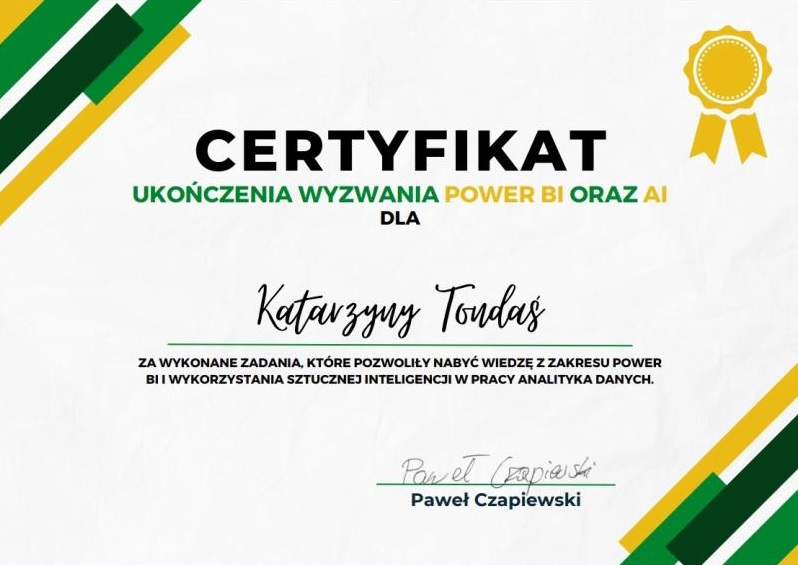 CERTYFIKAT
UKOŃCZENIA WYZWANIA POWER BI ORAZ AI
DLA
Katarzyny Tondaś
ZA WYKONANE ZADANIA, KTÓRE POZWOLIŁY NABYĆ WIEDZĘ Z ZAKRESU POWER
BI I WYKORZYSTANIA SZTUCZNEJ INTELIGENCJI W PRACY ANALITYKA DANYCH.
Paweł Czapiewski
Paweł Czapiewski